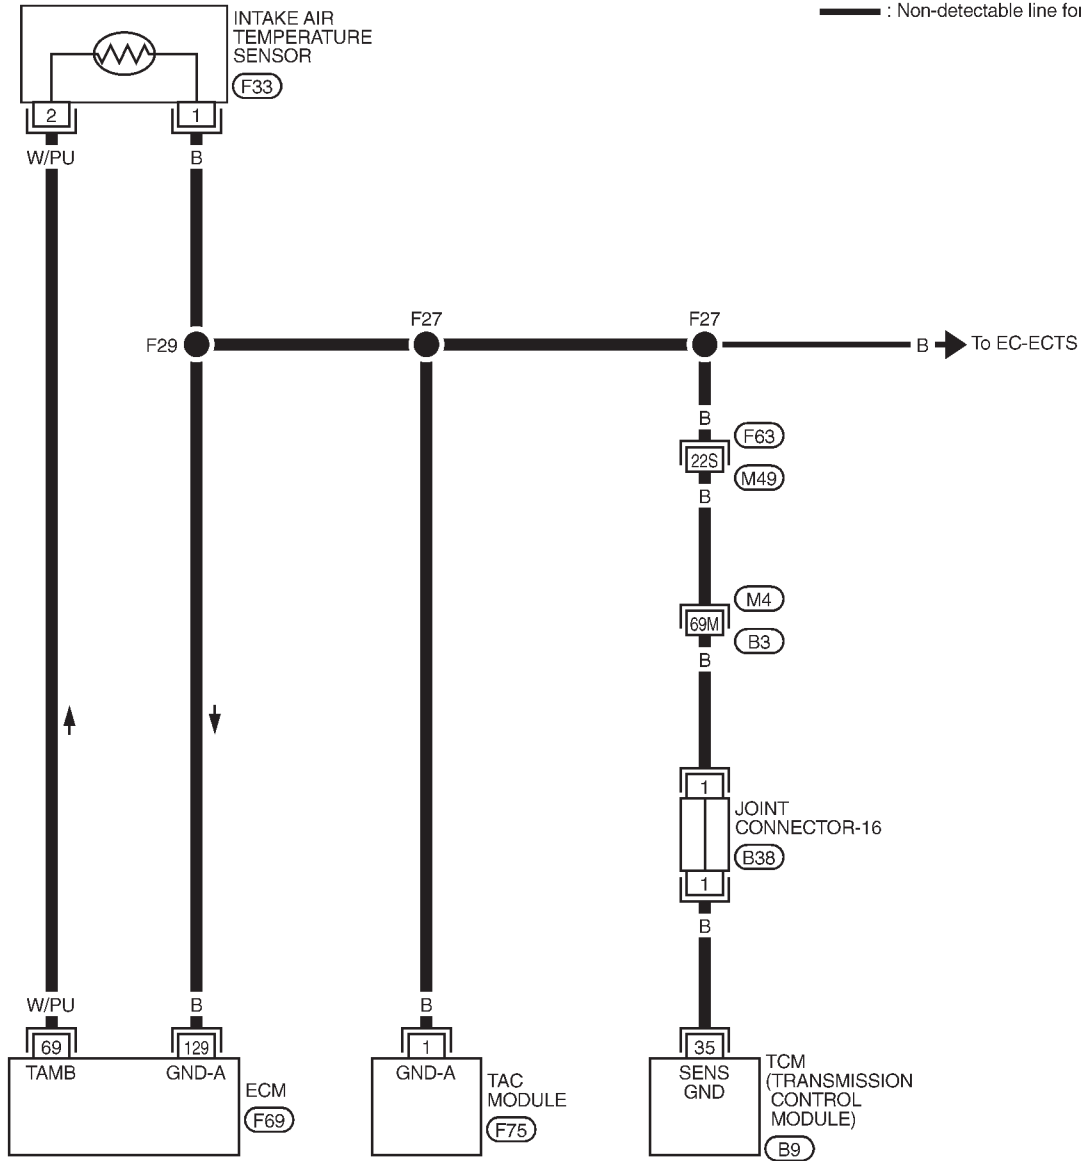 INTAKE AIR
TEMPERATURE
SENSOR
F33
: Non-detectable line for
2
1
W/PU
B
F29
F27
F27
B
To EC-ECTS
B
F63
22S
M49
B
M4
69M
B3
B
1
JOINT
CONNECTOR-16
B38
1
B
W/PU
B
B
69
129
1
35
TAMB
GND-A
ECM
F69
GND-A
TAC
MODULE
F75
SENS
GND
TCM
(TRANSMISSION
CONTROL
MODULE)
B9